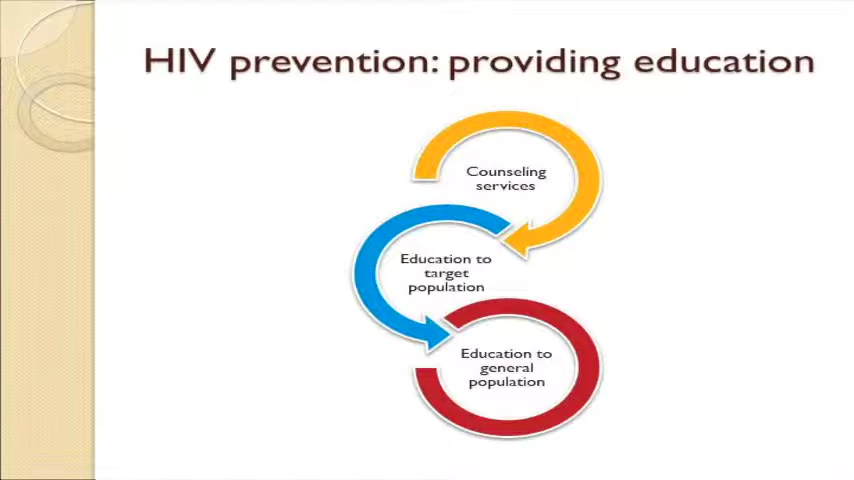 HIV prevention: providing education
Counseling
services
Education to
target
population
Education to
general
population